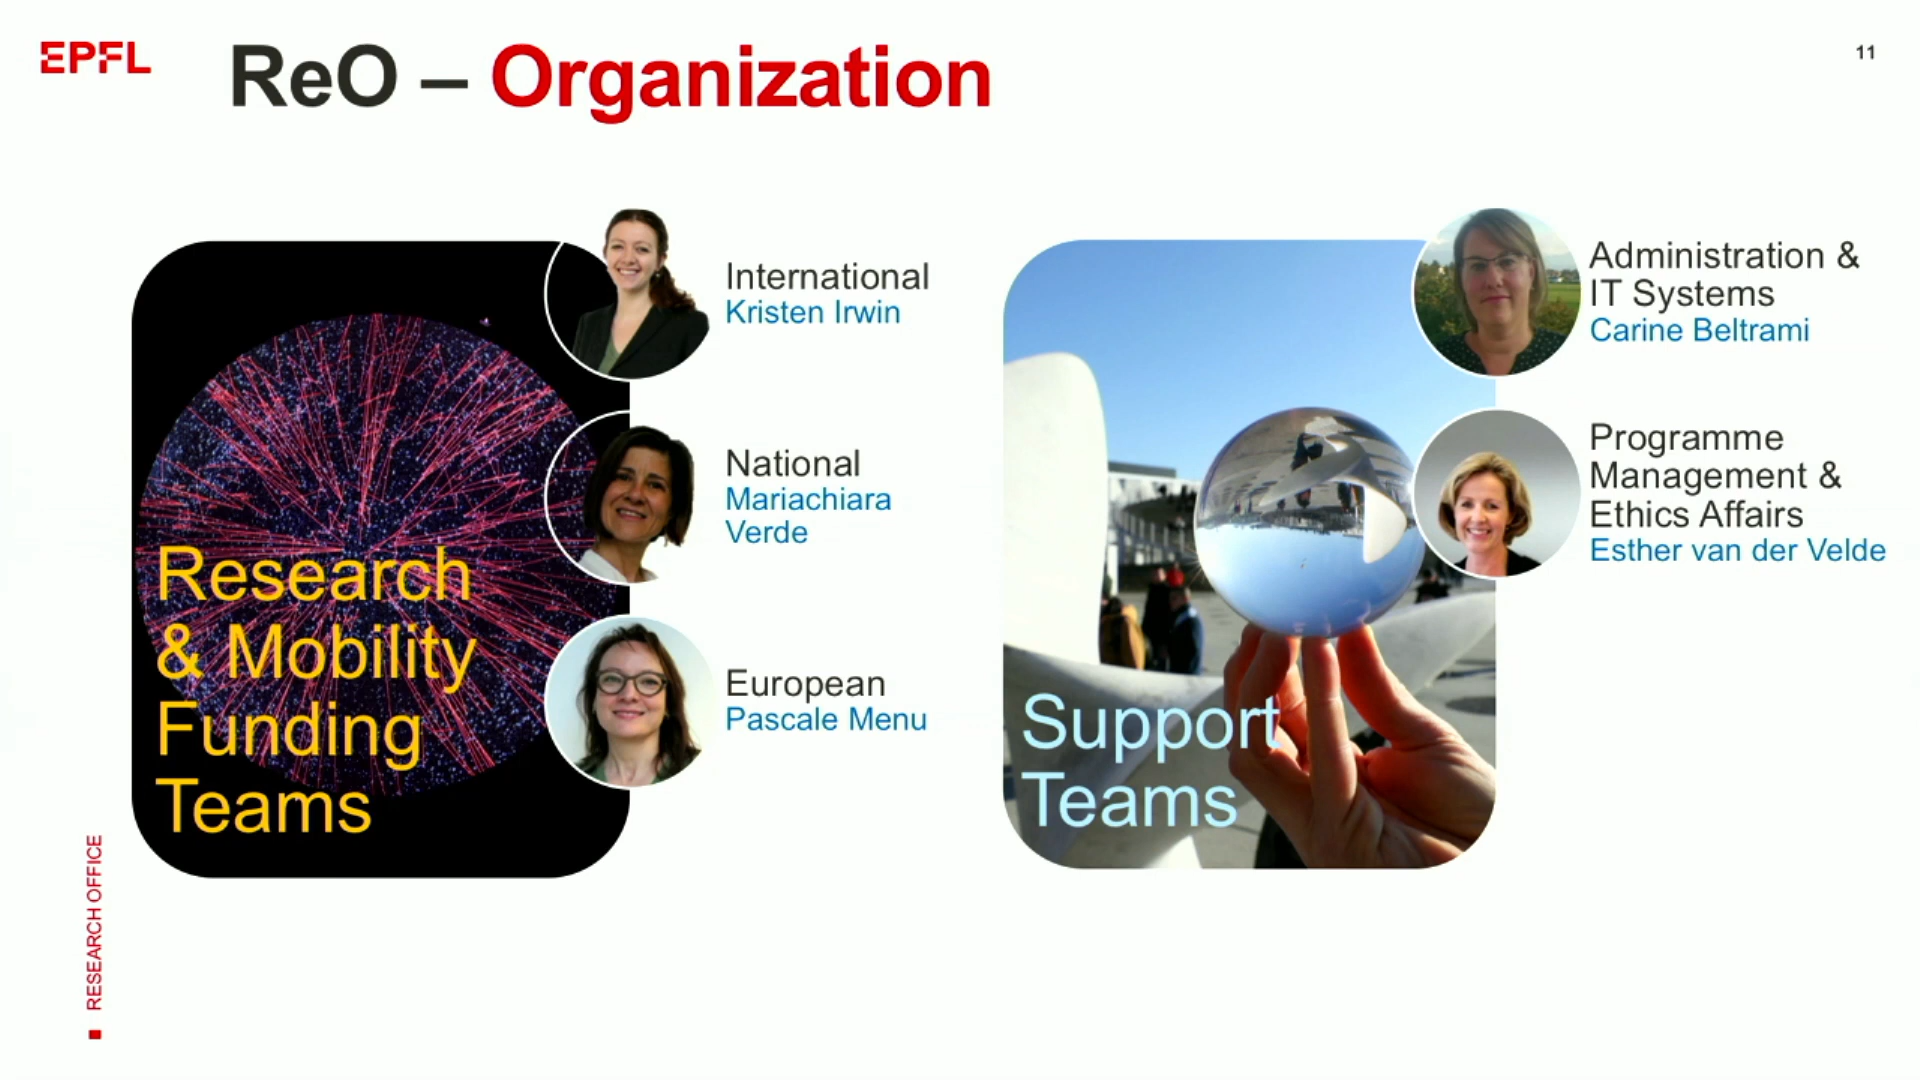 EPFL
ReO – Organization
11
Research
& Mobility
Funding
Teams
International
Kristen Irwin
National
Mariachiara
Verde
European
Pascale Menu
Support
Teams
Administration &
IT Systems
Carine Beltrami
Programme
Management &
Ethics Affairs
Esther van der Velde
RESEARCH OFFICE